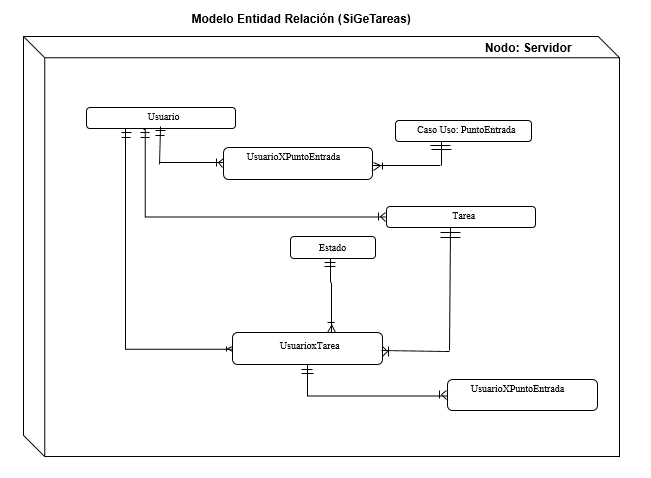 Modelo Entidad Relación (SiGeTareas)
Nodo: Servidor
Usuario
Caso Uso: PuntoEntrada
UsuarioXPuntoEntrada
Tarea
Estado
UsuarioxTarea
UsuarioXPuntoEntrada